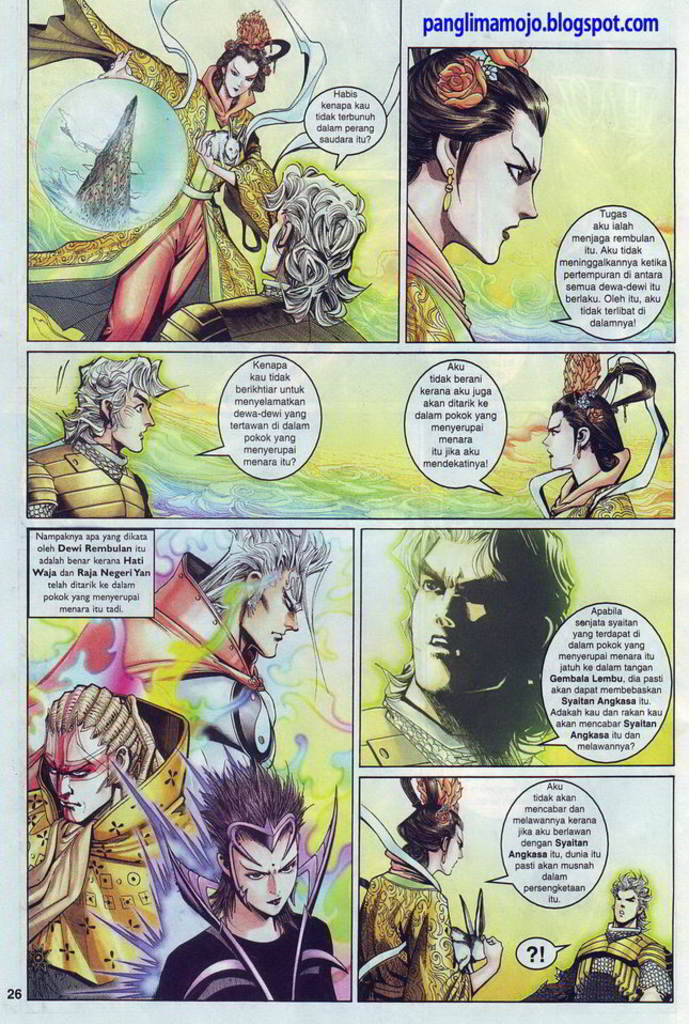 panglimamojo.blogspot.com
Habis
kenapa kau
tidak terbunuh
dalam perang
saudara itu?
Tugas
aku ialah
menjaga rembulan
itu. Aku tidak
meninggalkannya ketika
pertempuran di antara
semua dewa-dewi itu
berlaku. Oleh itu, aku
tidak terlibat di
dalamnya!
Kenapa
kau tidak
berikhtiar untuk
menyelamatkan
dewa-dewi yang
tertawan di dalam
pokok yang
menyerupai
menara itu?
Aku
tidak berani
kerana aku juga
akan ditarik ke
dalam pokok yang
menyerupai
menara
itu jika aku
mendekatinya!
Nampaknya apa yang dikata
oleh Dewi Rembulan itu
adalah benar kerana Hati
Waja dan Raja Negeri Yan
telah ditarik ke dalam
pokok yang menyerupai
menara itu tadi.
Apabila
senjata syaitan
yang terdapat di
dalam pokok yang
menyerupai menara itu
jatuh ke dalam tangan
Gembala Lembu, dia pasti
akan dapat membebaskan
Syaitan Angkasa itu.
Adakah kau dan rakan kau
akan mencabar Syaitan
Angkasa itu dan
melawannya?
Aku
tidak akan
mencabar dan
melawannya kerana
jika aku berlawan
dengan Syaitan
Angkasa itu, dunia itu
pasti akan musnah
dalam
persengketaan
itu.
?!
26